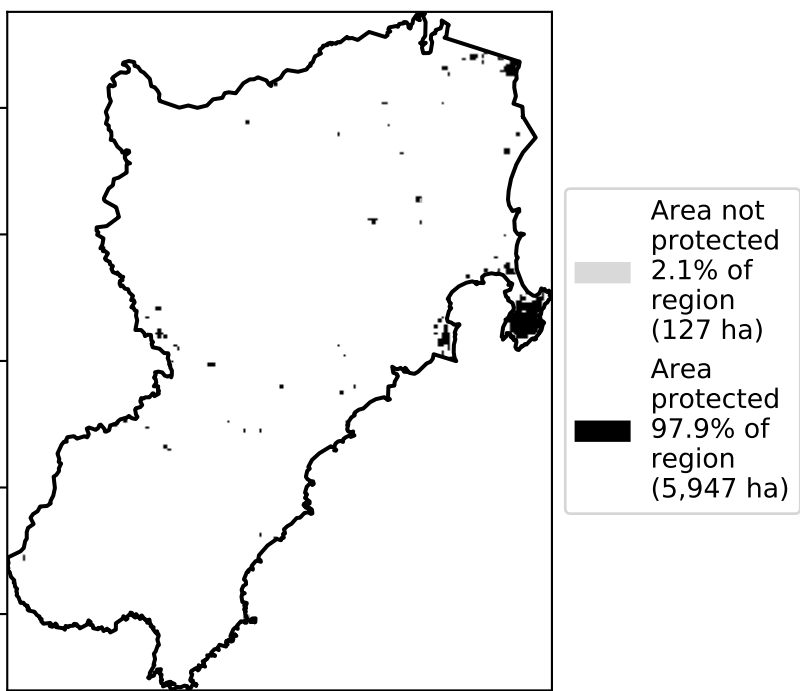 Area not
protected
2.1% of
region
(127 ha)
Area
protected
97.9% of
region
(5,947 ha)